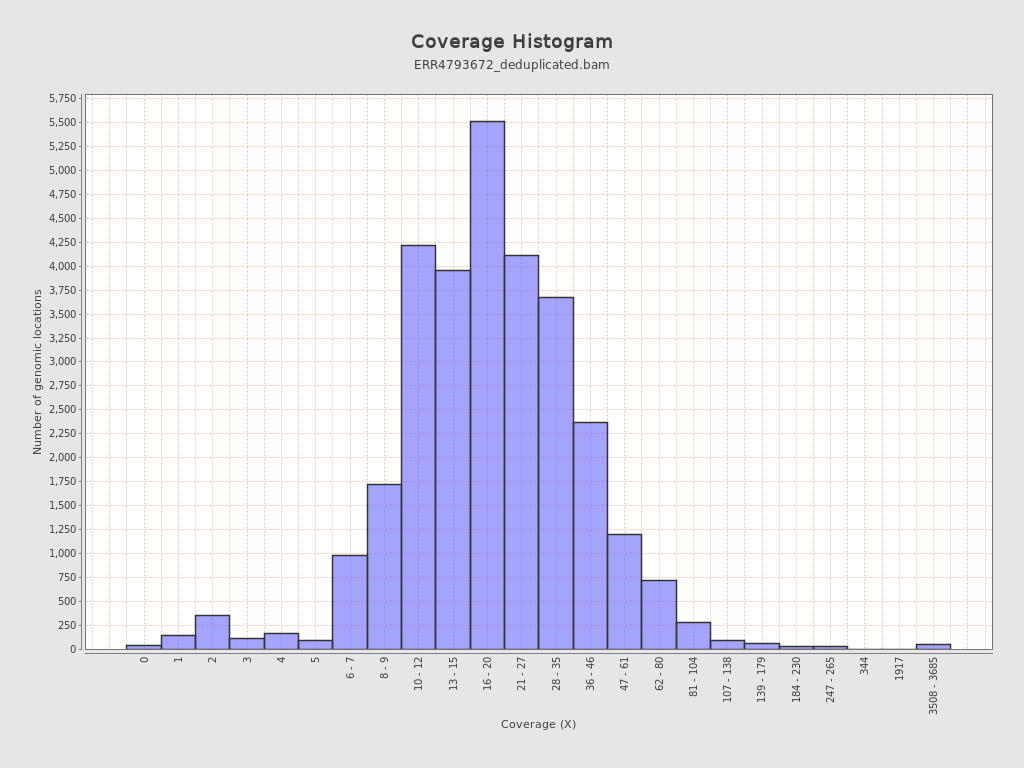 Coverage Histogram
ERR4793672_deduplicated.bam
Number of genomic locations
5,750
5,500
5,250
5,000
4,750
4,500
4,250
4,000
3,750
3,500
3,250
3,000
2,750
2,500
2,250
2,000
1,750
1,500
1,250
1,000
750
500
250
0
0
1
2
3
4
5
6 - 7
8 - 9
10 - 12
13 - 15
16 - 20
21 - 27
28 - 35
36 - 46
47 - 61
62 - 80
81 - 104
107 - 138
139 - 179
184 - 230
247 - 265
344
1917
3508 - 3685
Coverage (X)